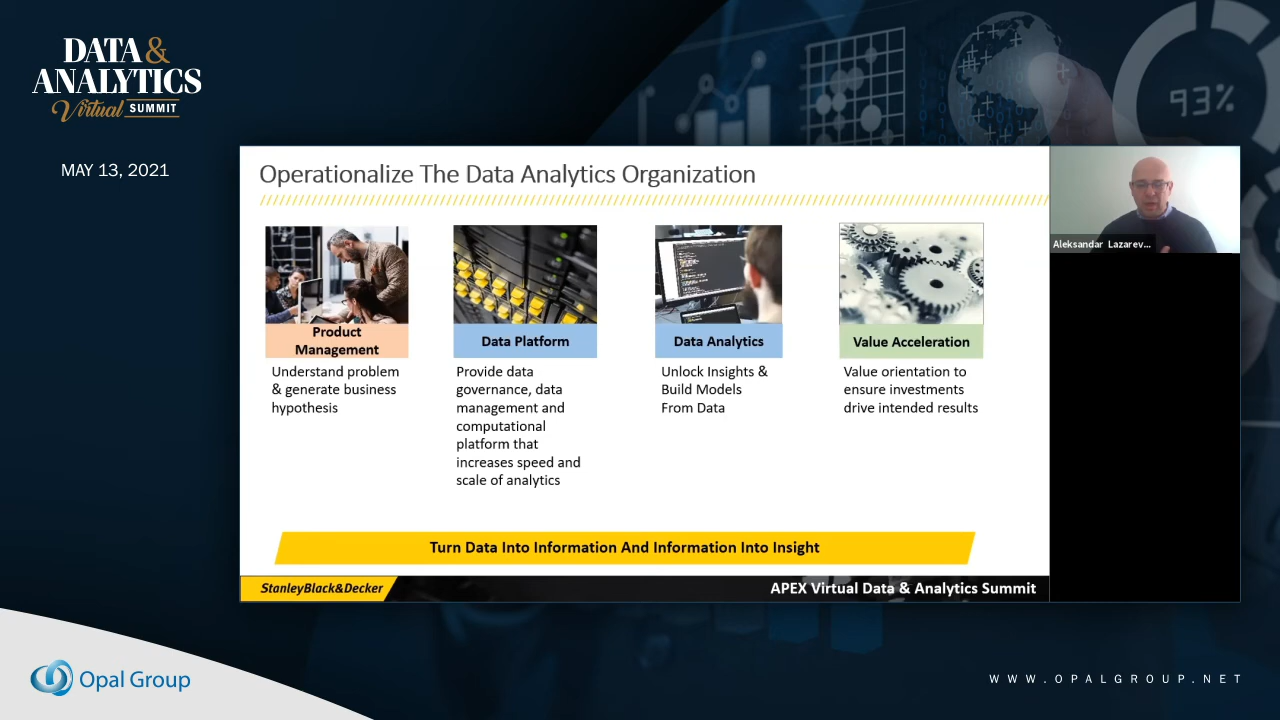 DATA &
ANALYTICS
Virtual SUMMIT
MAY 13, 2021
93%
Operationalize The Data Analytics Organization
Aleksandar Lazarev...
Product
Management
Understand problem
& generate business
hypothesis
Data Platform
Provide data
governance, data
management and
computational
platform that
increases speed and
scale of analytics
Data Analytics
Unlock Insights &
Build Models
From Data
Value Acceleration
Value orientation to
ensure investments
drive intended results
Turn Data Into Information And Information Into Insight
StanleyBlack&Decker
APEX Virtual Data & Analytics Summit
Opal Group
WWW.OPALGROUP.NET